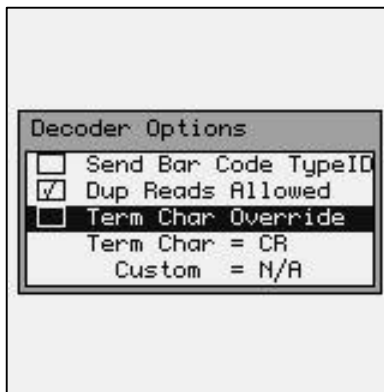 Decoder Options
Send Bar Code TypeID
Dup Reads Allowed
Term Char Override
Term Char = CR
Custom = N/A